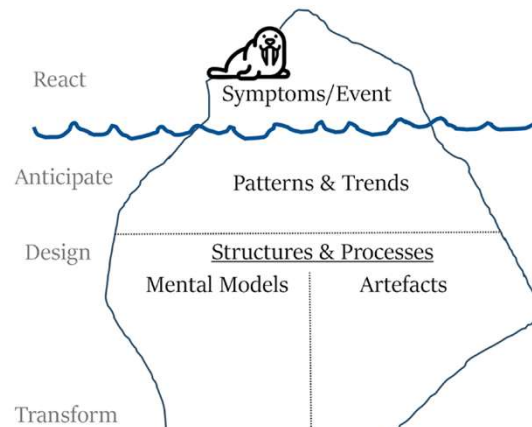 React
Symptoms/Event
Anticipate
Patterns & Trends
Design
Structures & Processes
Mental Models
Artefacts
Transform